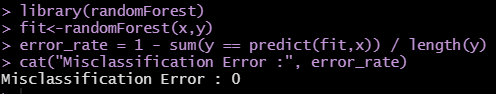 > library(randomForest)
> fit<-randomForest(x,y)
> error_rate = 1 - sum(y == predict(fit,x)) / length(y)
> cat("Misclassification Error :", error_rate)
Misclassification Error : 0